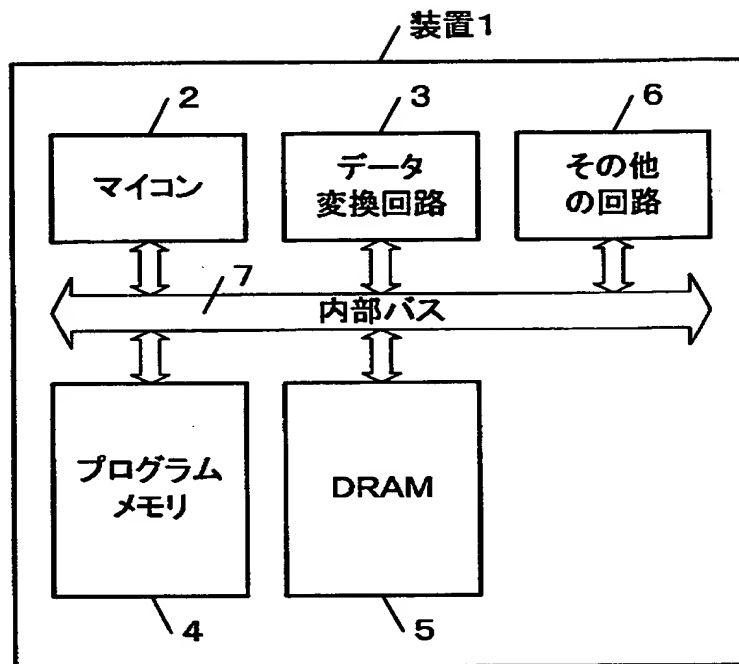 装置1
2
3
6
マイコン
データ
変換回路
その他
の回路
7
内部バス
プログラム
メモリ
DRAM
4
5